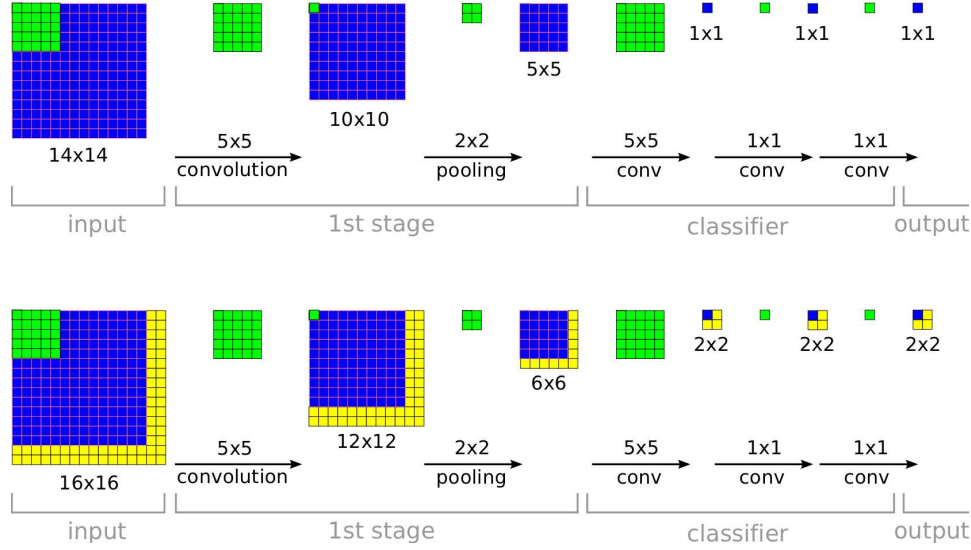 1x1
1x1
1x1
5x5
10x10
14x14
5x5
convolution
2x2
pooling
5x5
conv
1x1
conv
1x1
conv
input
1st stage
classifier
output
2x2
2x2
2x2
6x6
12x12
16x16
5x5
convolution
2x2
pooling
5x5
conv
1x1
conv
1x1
conv
input
1st stage
classifier
output